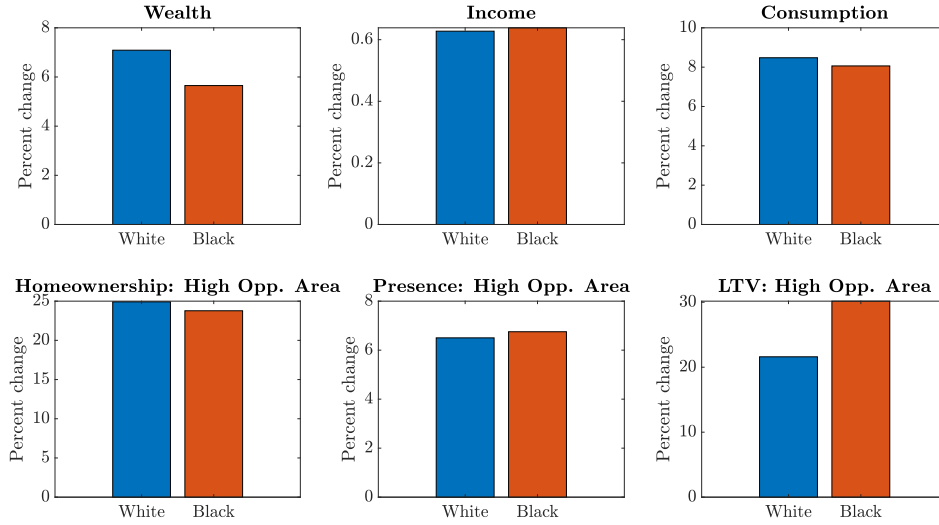 Wealth
Percent change
8
6
4
2
0
White Black
Income
Percent change
0.6
0.4
0.2
0
White Black
Consumption
Percent change
10
8
6
4
2
0
White Black
Homeownership: High Opp. Area
Percent change
25
20
15
10
5
0
White Black
Presence: High Opp. Area
Percent change
8
6
4
2
0
White Black
LTV: High Opp. Area
Percent change
30
20
10
0
White Black